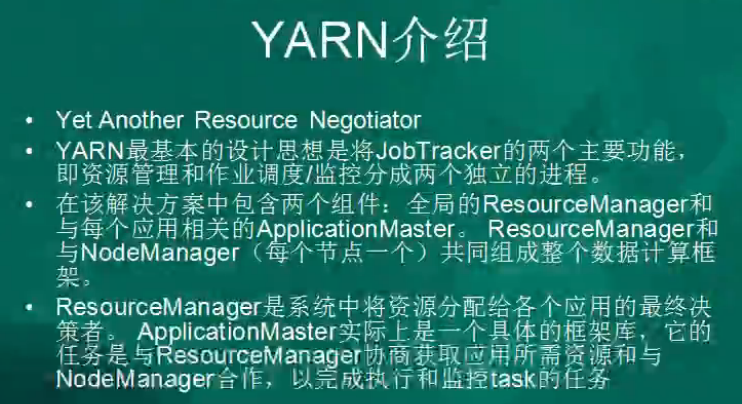 YARN介绍
• Yet Another Resource Negotiator
• YARN最基本的设计思想是将JobTracker的两个主要功能，
即资源管理和作业调度/监控分成两个独立的进程。
• 在该解决方案中包含两个组件：全局的ResourceManager和
与每个应用相关的ApplicationMaster。 ResourceManager和
与NodeManager（每个节点一个）共同组成整个数据计算框
架。
• ResourceManager是系统中将资源分配给各个应用的最终决
策者。 ApplicationMaster实际上是一个具体的框架库，它的
任务是与ResourceManager协商获取应用所需资源和与
NodeManager合作，以完成执行和监控task的任务